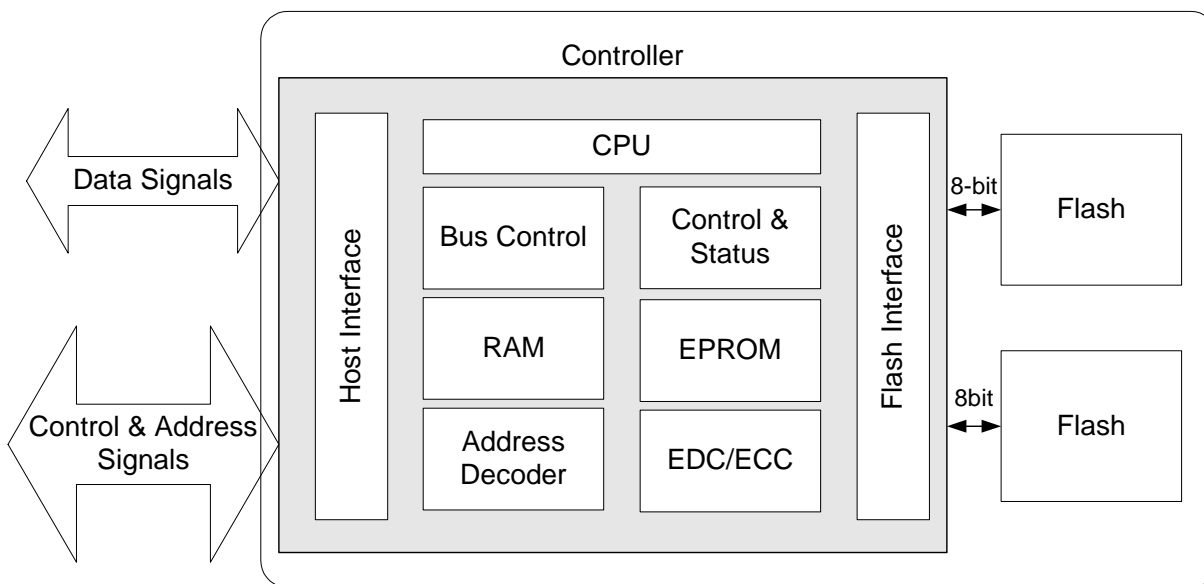 Controller
Data Signals
Control & Address
Signals
Host Interface
CPU
Bus Control
Control &
Status
RAM
EPROM
Address
Decoder
EDC/ECC
Flash Interface
8-bit
Flash
8bit
Flash